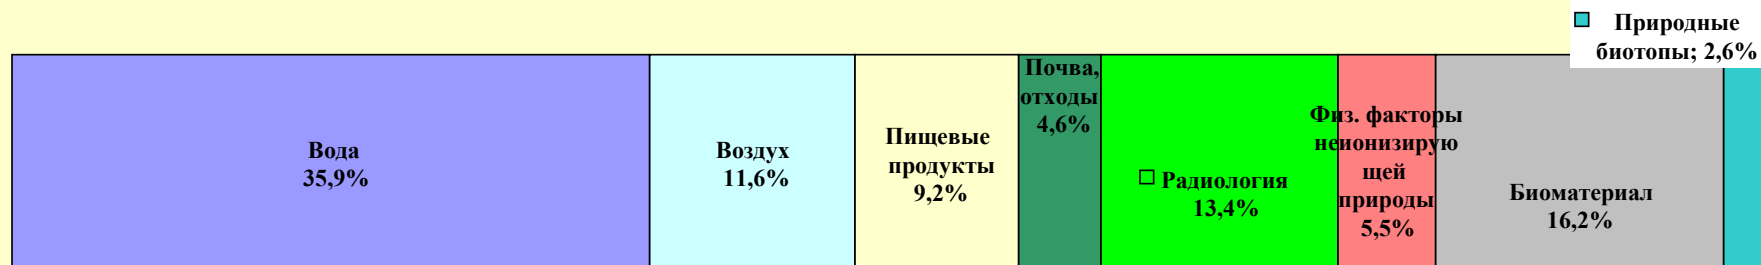 Природные
биотопы; 2,6%
Вода
35,9%
Воздух
11,6%
Пищевые
продукты
9,2%
Почва,
отходы
4,6%
Радиология
13,4%
Физ. факторы
неионизирую
щей
природы
5,5%
Биоматериал
16,2%